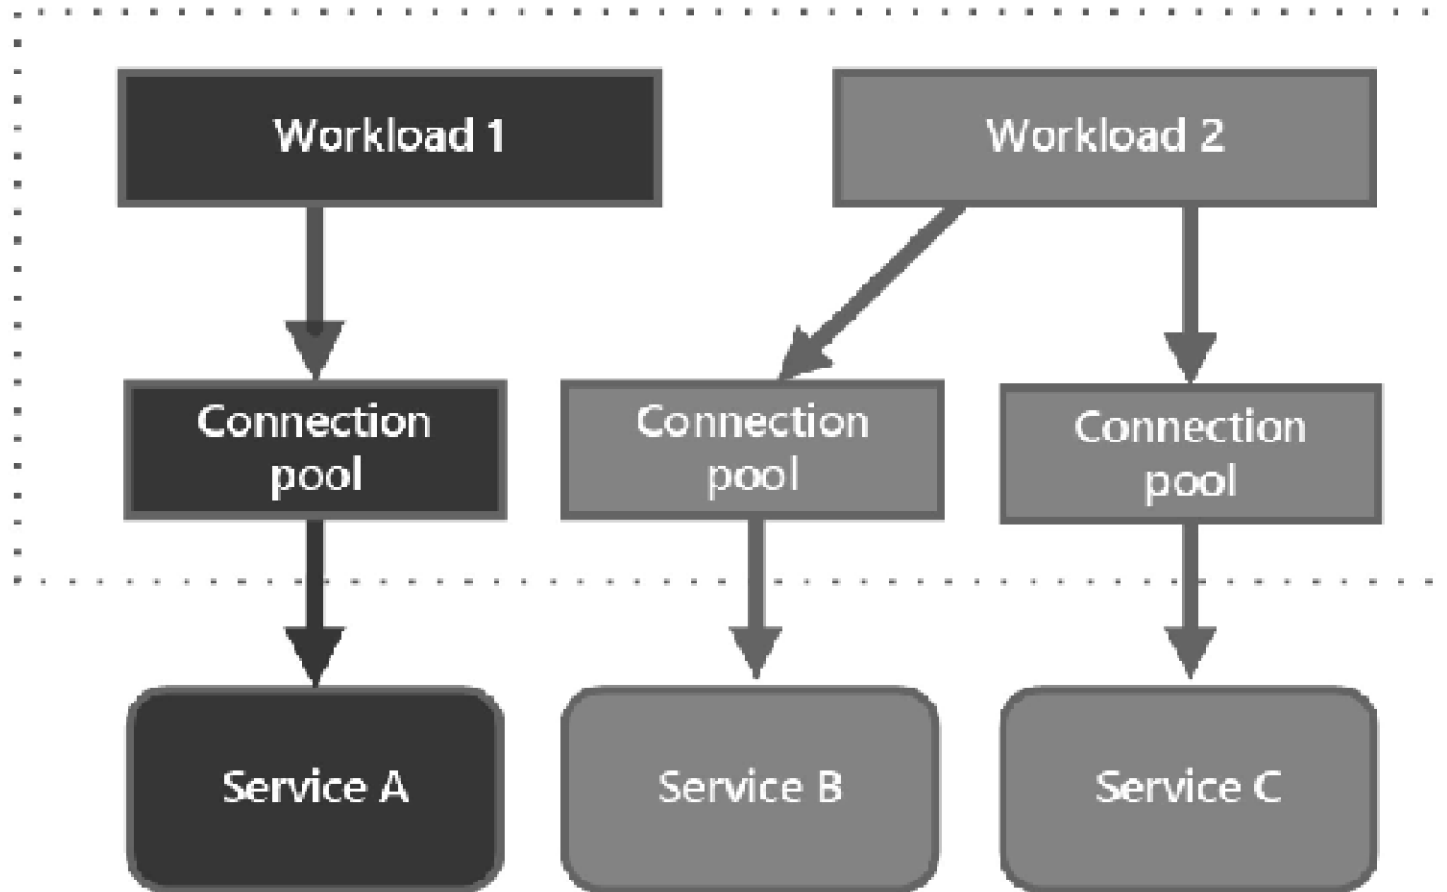 Workload 1
Workload 2
Connection
pool
Connection
pool
Connection
pool
Service A
Service B
Service C